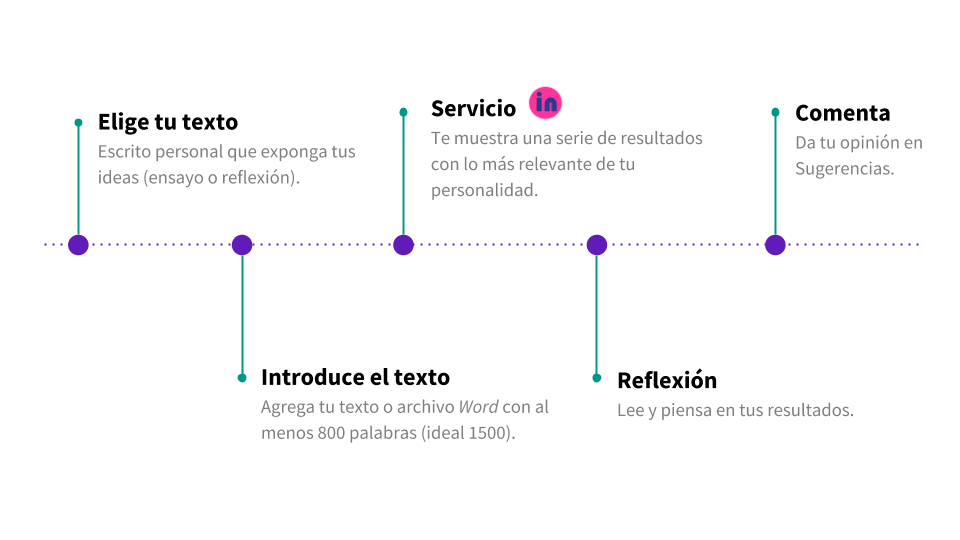 Elige tu texto
Escrito personal que exponga tus
ideas (ensayo o reflexión).
Introduce el texto
Agrega tu texto o archivo Word con al
menos 800 palabras (ideal 1500).
Servicio in
Te muestra una serie de resultados
con lo más relevante de tu
personalidad.
Reflexión
Lee y piensa en tus resultados.
Comenta
Da tu opinión en
Sugerencias.